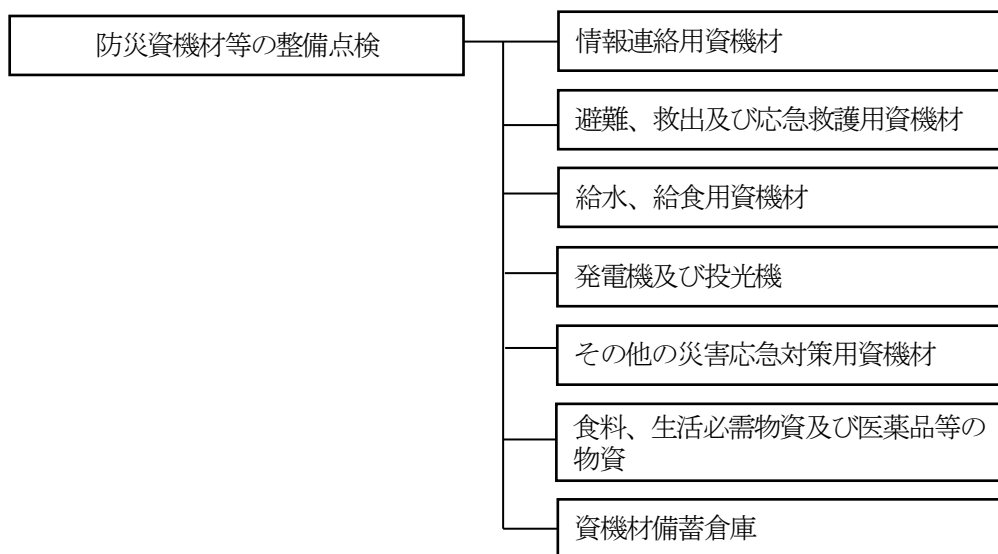 防災資機材等の整備点検
情報連絡用資機材
避難、救出及び応急救護用資機材
給水、給食用資機材
発電機及び投光機
その他の災害応急対策用資機材
食料、生活必需物資及び医薬品等の
物資
資機材備蓄倉庫